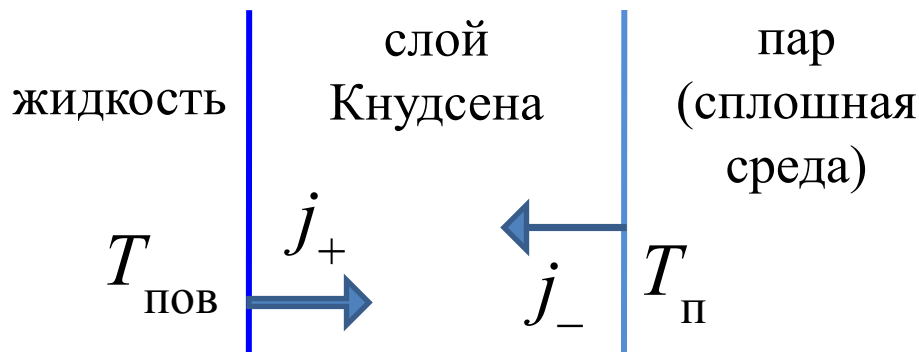 жидкость
слой
Кнудсена
пар
(сплошная
среда)
Tпов
j+
j−
Tп